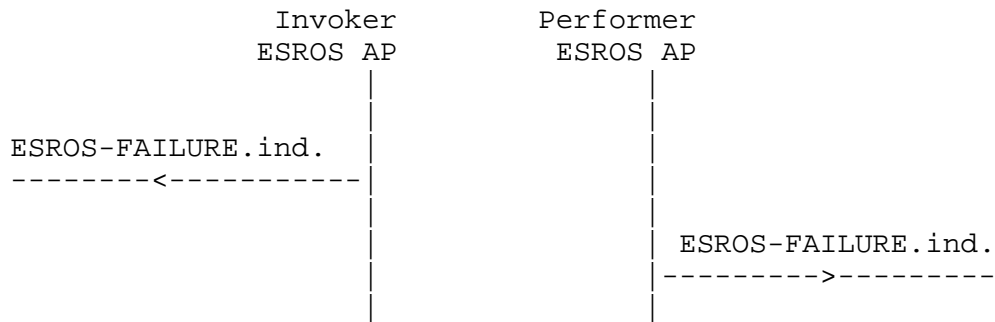 Invoker Performer
ESROS AP ESROS AP
ESROS-FAILURE.ind.
ESROS-FAILURE.ind.